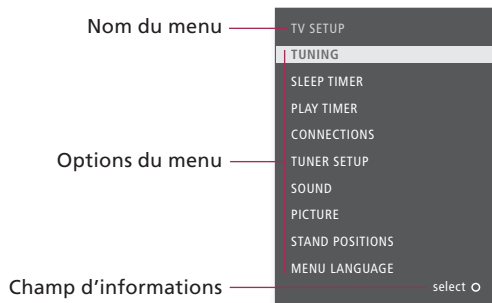 Nom du menu
TV SETUP
TUNING
SLEEP TIMER
PLAY TIMER
CONNECTIONS
Options du menu
TUNER SETUP
SOUND
PICTURE
STAND POSITIONS
MENU LANGUAGE
Champ d’informations
select